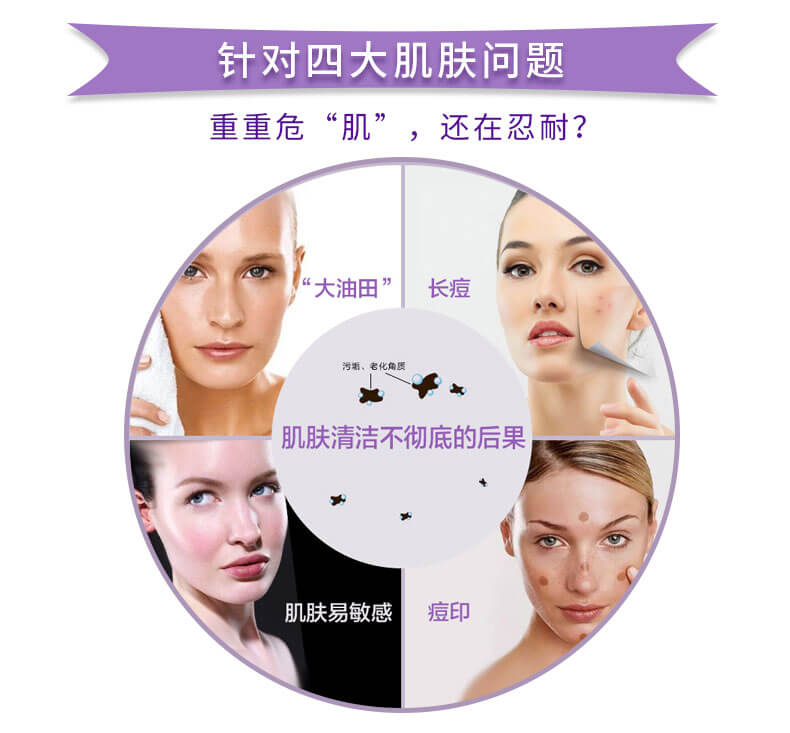 针对四大肌肤问题
重重危“肌”，还在忍耐？
“大油田”
长痘
污垢、老化角质
肌肤清洁不彻底的后果
肌肤易敏感
痘印